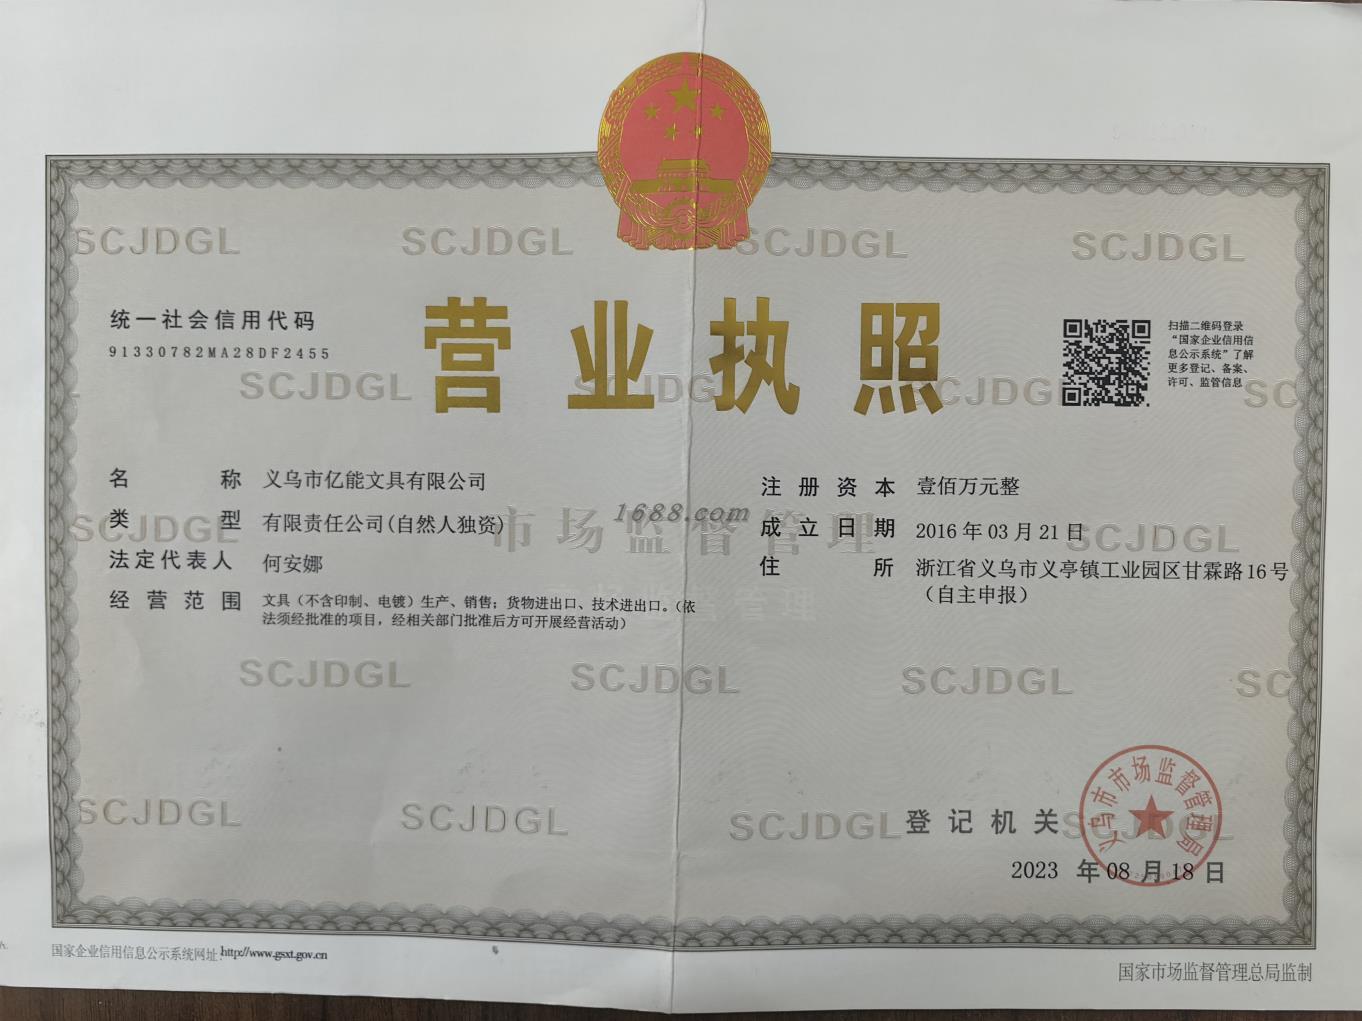 SCJDGL SCJDGL SCJDGL SCJDGL
统一社会信用代码
91330782MA28DF2455
营业执照
扫描二维码登录
“国家企业信用信
息公示系统”了解
更多登记、备案、
许可、监管信息
SCJDGL SCJDGL SCJDGL SC
名称 义乌市亿能文具有限公司
类型 有限责任公司(自然人独资)
法定代表人 何安娜
经营范围 文具（不含印制、电镀）生产、销售；货物进出口、技术进出口。（依
法须经批准的项目，经相关部门批准后方可开展经营活动）
注册资本 壹佰万元整
成立日期 2016年03月21日
住所 浙江省义乌市义亭镇工业园区甘霖路16号
（自主申报）
1688.com
SCJDGL 市场监督管理 SCJDGL
SCJDGL SCJDGL SCJDGL SC
SCJDGL SCJDGL SCJDGL SCJDGL
登记机关
义乌市市场监督管理局
2023年08月18日
国家企业信用信息公示系统网址:http://www.gsxt.gov.cn
国家市场监督管理总局监制